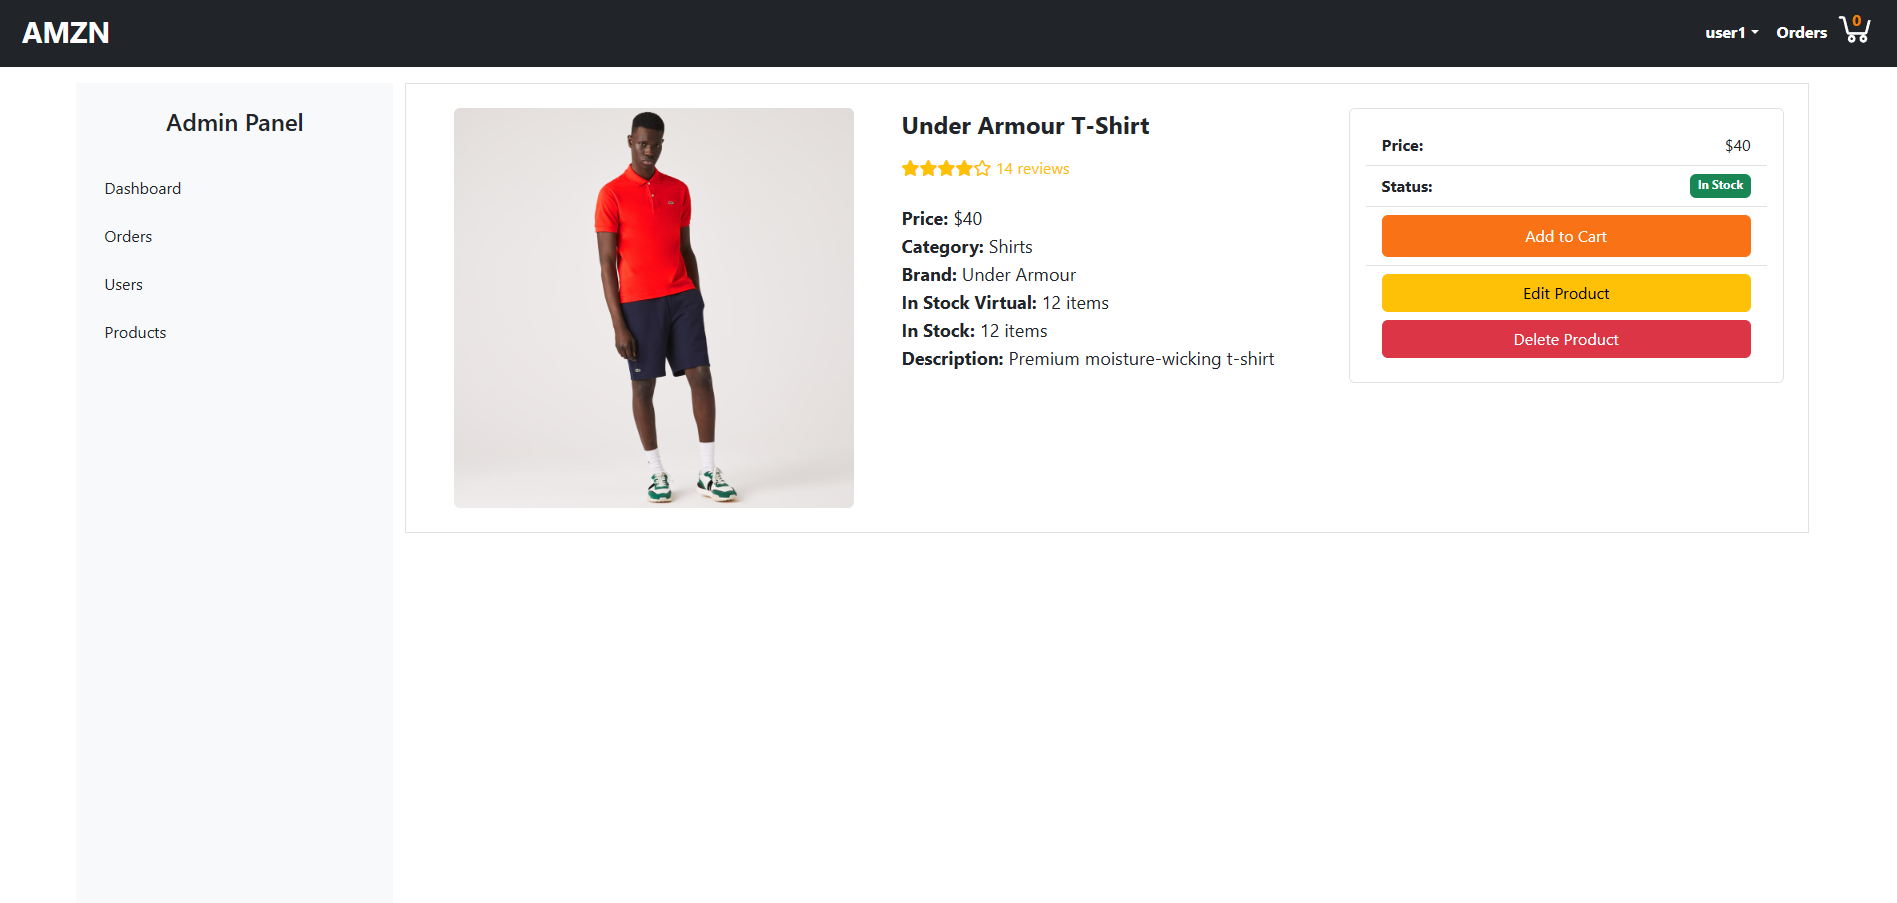 AMZN
user1
Orders
0
Admin Panel
Dashboard
Orders
Users
Products
Under Armour T-Shirt
14 reviews
Price: $40
Category: Shirts
Brand: Under Armour
In Stock Virtual: 12 items
In Stock: 12 items
Description: Premium moisture-wicking t-shirt
Price: $40
Status: In Stock
Add to Cart
Edit Product
Delete Product